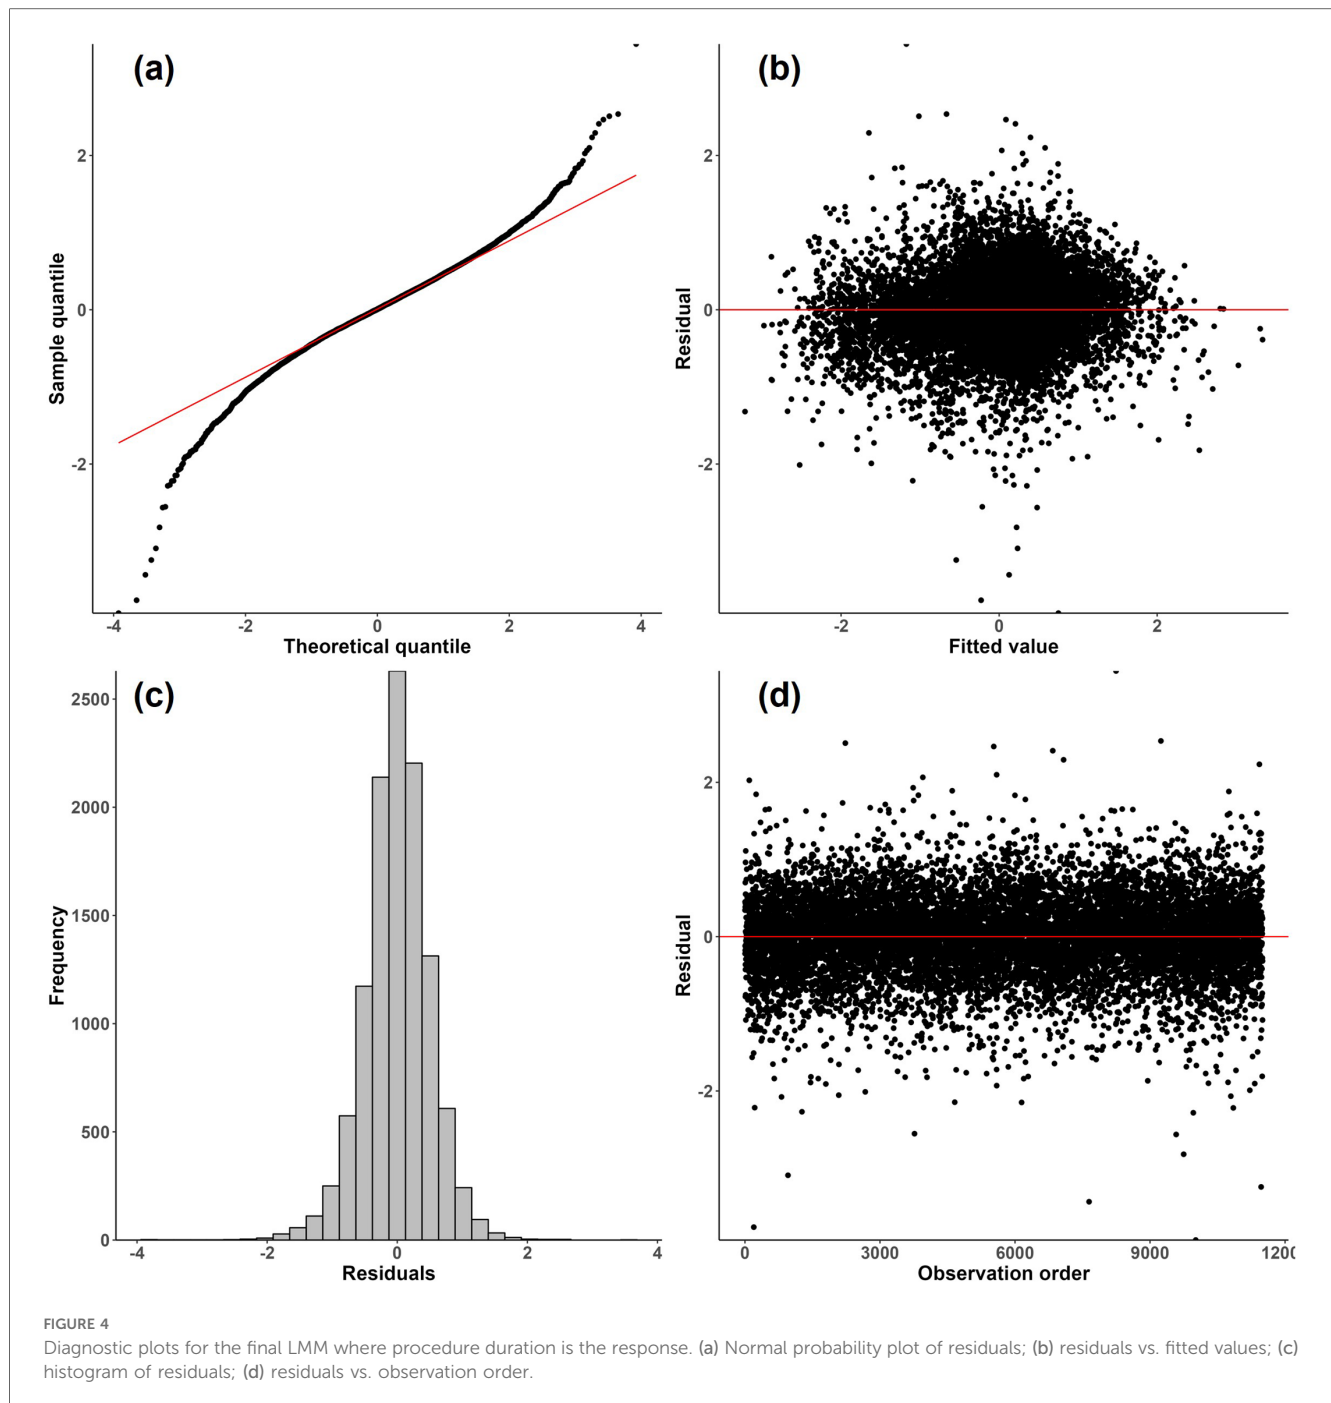 (a)
Sample quantile
2
0
-2
-4
-2
0
2
4
Theoretical quantile
(b)
Residual
2
0
-2
-2
0
2
Fitted value
(c)
Frequency
2500
2000
1500
1000
500
0
-4
-2
0
2
4
Residuals
(d)
Residual
2
0
-2
0
3000
6000
9000
Observation order
FIGURE 4
Diagnostic plots for the final LMM where procedure duration is the response. (a) Normal probability plot of residuals; (b) residuals vs. fitted values; (c)
histogram of residuals; (d) residuals vs. observation order.